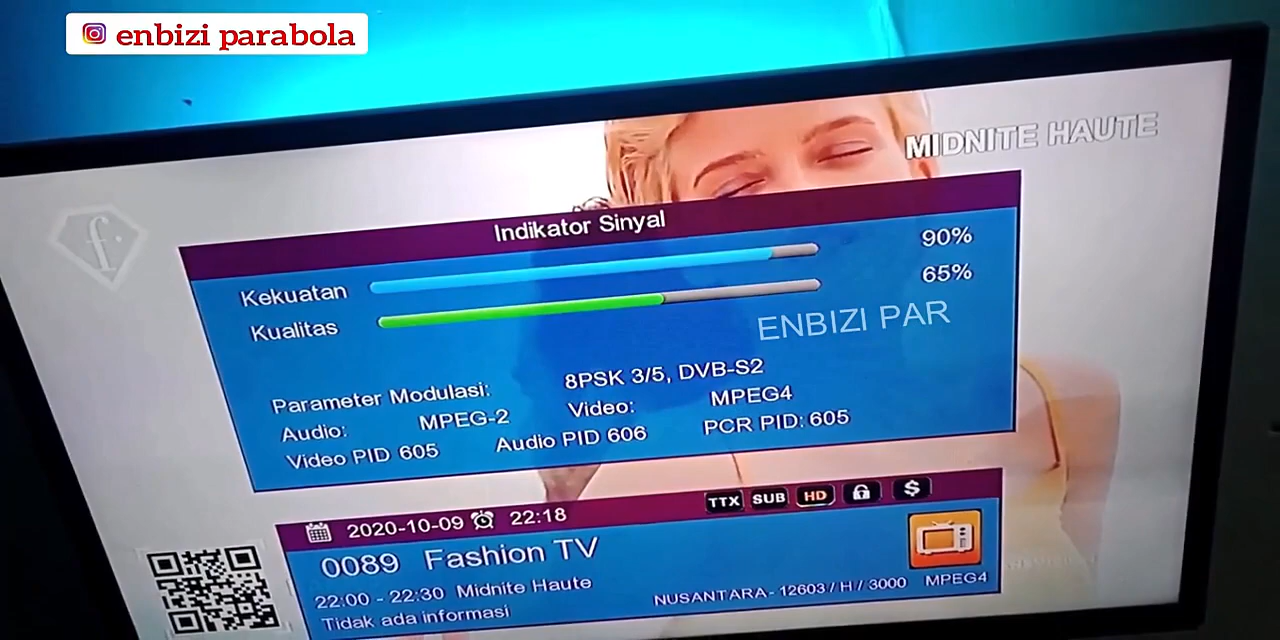 enbizi parabola
MIDNITE HAUTE
f.
Indikator Sinyal
Kekuatan 90%
Kualitas 65%
ENBIZI PAR
Parameter Modulasi: 8PSK 3/5, DVB-S2
Audio: MPEG-2 Video: MPEG4
Video PID 605 Audio PID 606 PCR PID: 605
TTX SUB HD $
2020-10-09 22:18
0089 Fashion TV
22:00 - 22:30 Midnite Haute
NUSANTARA - 12603 / H / 3000 MPEG4
Tidak ada informasi